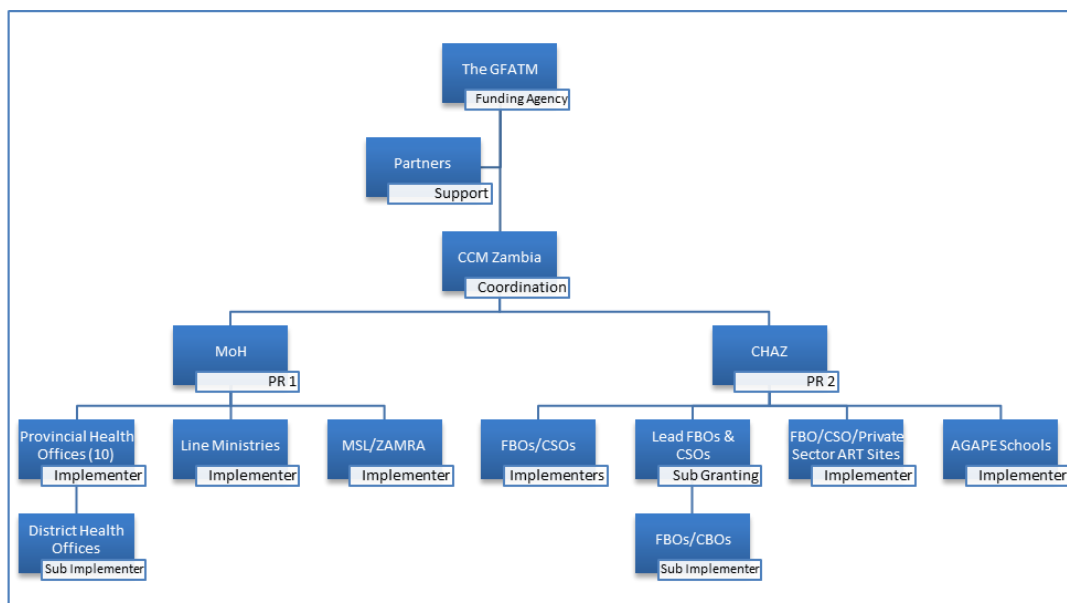 The GFATM
Funding Agency
Partners
Support
CCM Zambia
Coordination
MoH
PR 1
CHAZ
PR 2
Provincial Health
Offices (10)
Implementer
Line Ministries
Implementer
MSL/ZAMRA
Implementer
FBOs/CSOs
Implementers
Lead FBOs &
CSOs
Sub Granting
FBO/CSO/Private
Sector ART Sites
Implementer
AGAPE Schools
Implementer
District Health
Offices
Sub Implementer
FBOs/CBOs
Sub Implementer